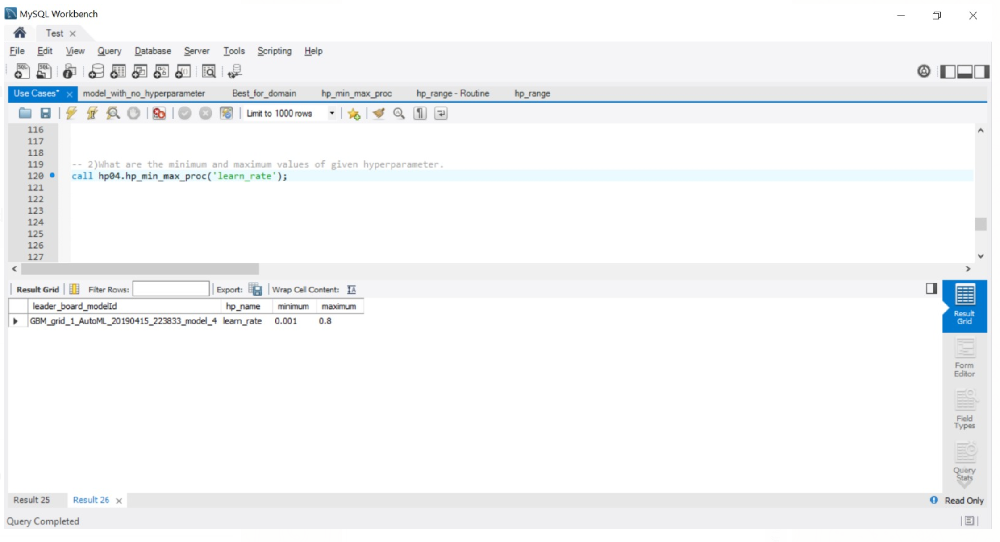 MySQL Workbench
Test
File Edit View Query Database Server Tools Scripting Help
Use Cases* model_with_no_hyperparameter Best_for_domain hp_min_max_proc hp_range - Routine hp_range
Limit to 1000 rows
116
117
118
119 -- 2)What are the minimum and maximum values of given hyperparameter.
120 call hp04.hp_min_max_proc('learn_rate');
121
122
123
124
125
126
127
Result Grid Filter Rows: Export: Wrap Cell Content:
leader_board_modelId hp_name minimum maximum
GBM_grid_1_AutoML_20190415_223833_model_4 learn_rate 0.001 0.8
Result
Grid
Form
Editor
Field
Types
Query
Stats
Result 25 Result 26 Read Only
Query Completed